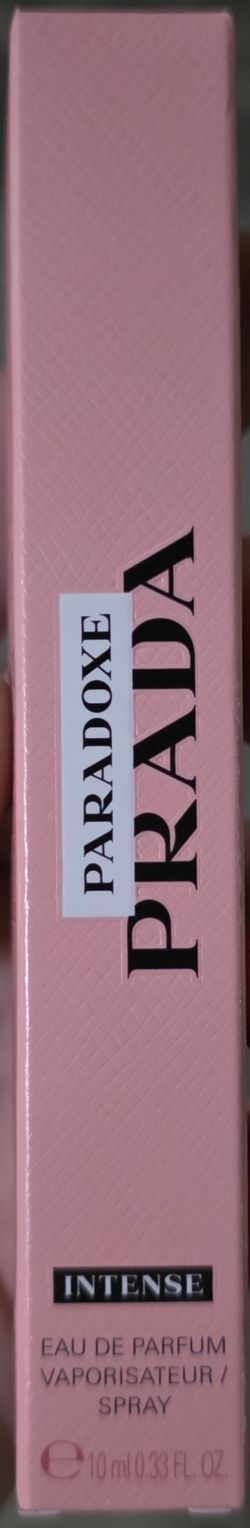 PARADOXE
PRADA
INTENSE
EAU DE PARFUM
VAPORISATEUR /
SPRAY
℮ 10 ml 0.33 FL. OZ.